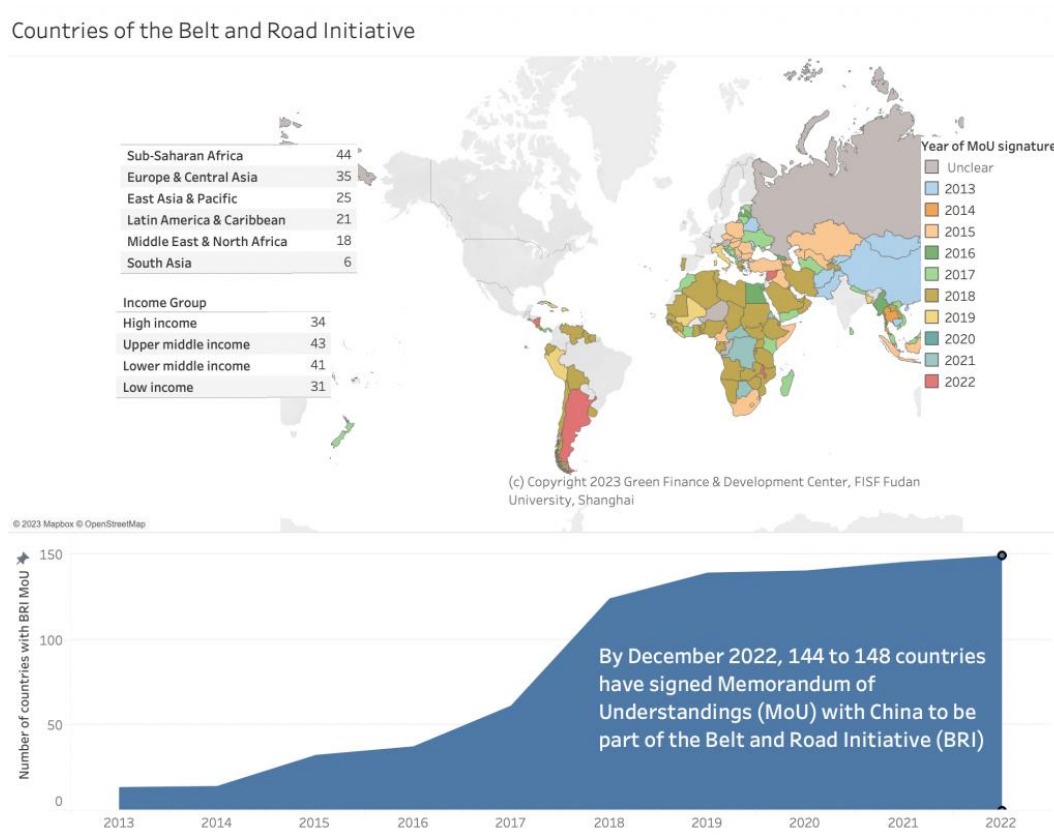 Countries of the Belt and Road Initiative
Sub-Saharan Africa 44
Europe & Central Asia 35
East Asia & Pacific 25
Latin America & Caribbean 21
Middle East & North Africa 18
South Asia 6
Income Group
High income 34
Upper middle income 43
Lower middle income 41
Low income 31
Year of MoU signature
Unclear
2013
2014
2015
2016
2017
2018
2019
2020
2021
2022
(c) Copyright 2023 Green Finance & Development Center, FISF Fudan
University, Shanghai
© 2023 Mapbox © OpenStreetMap
Number of countries with BRI MoU
150
100
50
0
By December 2022, 144 to 148 countries
have signed Memorandum of
Understandings (MoU) with China to be
part of the Belt and Road Initiative (BRI)
2013 2014 2015 2016 2017 2018 2019 2020 2021 2022